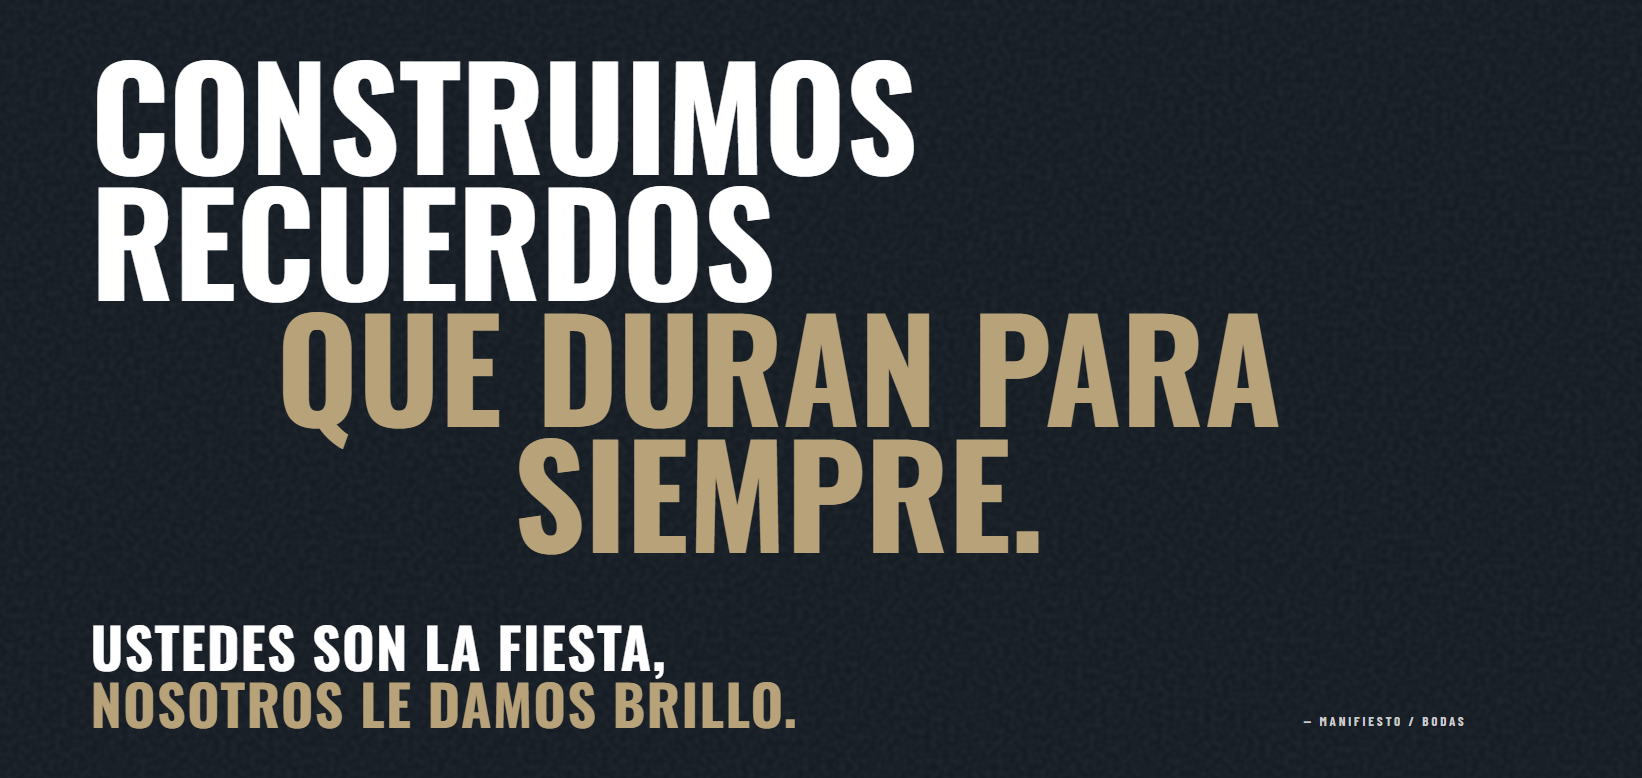 CONSTRUIMOS
RECUERDOS
QUE DURAN PARA
SIEMPRE.
USTEDES SON LA FIESTA,
NOSOTROS LE DAMOS BRILLO.
— MANIFIESTO / BODAS